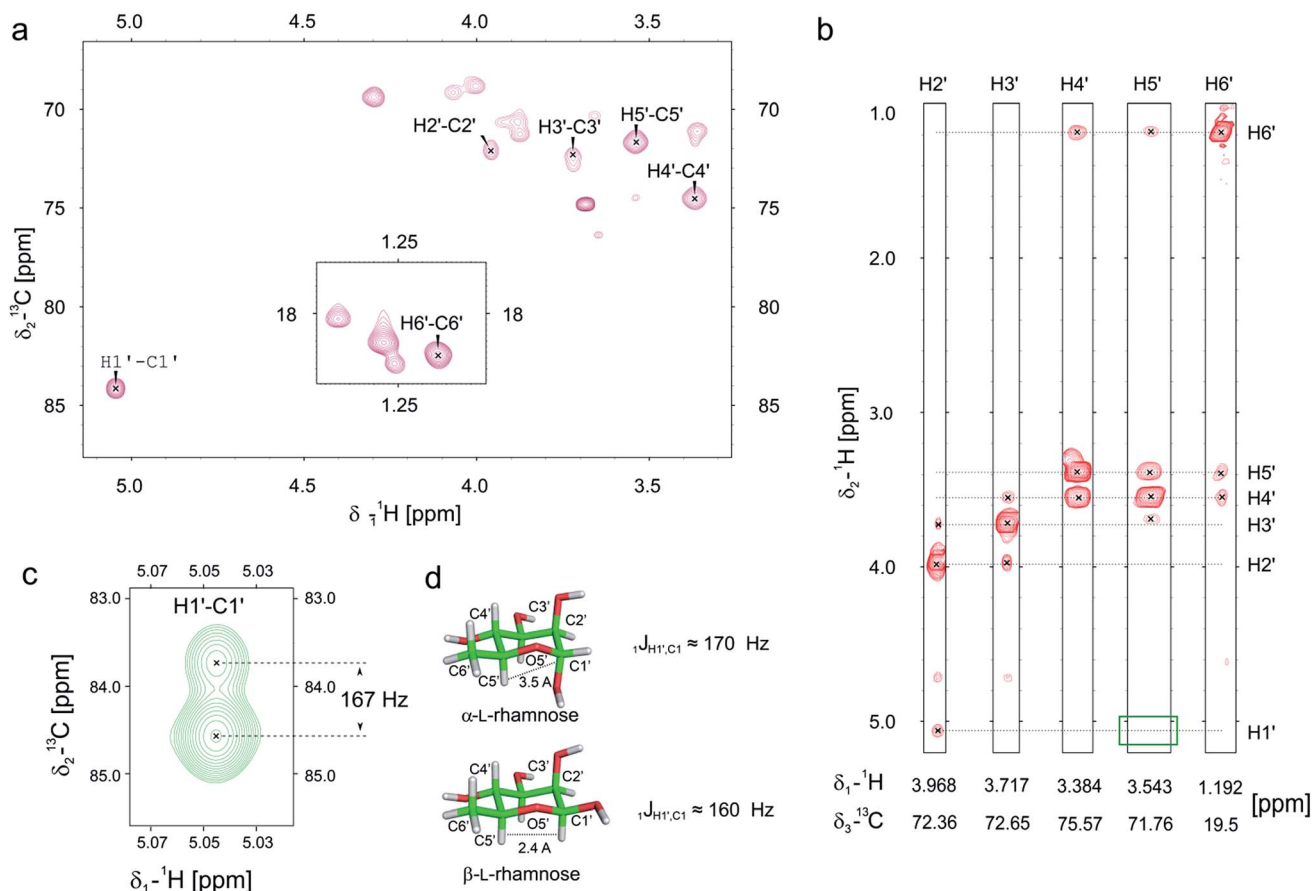 a
5.0 4.5 4.0 3.5
70 70
75 75
80 80
85 85
H2'-C2'
H3'-C3'
H5'-C5'
H4'-C4'
H1'-C1'
1.25
18 18
H6'-C6'
1.25
5.0 4.5 4.0 3.5
δ₂-¹³C [ppm]
δ₁-¹H [ppm]
b
H2' H3' H4' H5' H6'
1.0
2.0
3.0
4.0
5.0
δ₂-¹H [ppm]
H6'
H5'
H4'
H3'
H2'
H1'
δ₁-¹H 3.968 3.717 3.384 3.543 1.192
δ₃-¹³C 72.36 72.65 75.57 71.76 19.5
[ppm]
c
5.07 5.05 5.03
83.0 83.0
H1'-C1'
84.0 84.0
167 Hz
85.0 85.0
5.07 5.05 5.03
δ₂-¹³C [ppm]
δ₁-¹H [ppm]
d
C4' C3' C2'
O5' C1'
C6' C5' 3.5 A
α-L-rhamnose
₁J_H1',C1 ≈ 170 Hz
C4' C3' C2'
O5' C1'
C6' C5' 2.4 A
β-L-rhamnose
₁J_H1',C1 ≈ 160 Hz